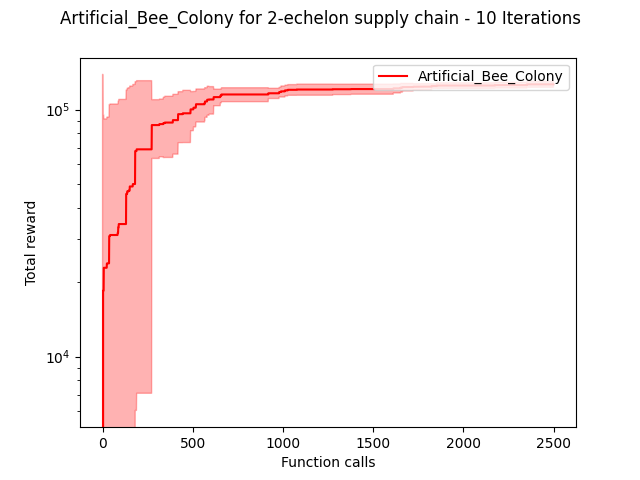 Artificial_Bee_Colony for 2-echelon supply chain - 10 Iterations
Artificial_Bee_Colony
10⁵
10⁴
Total reward
0 500 1000 1500 2000 2500
Function calls